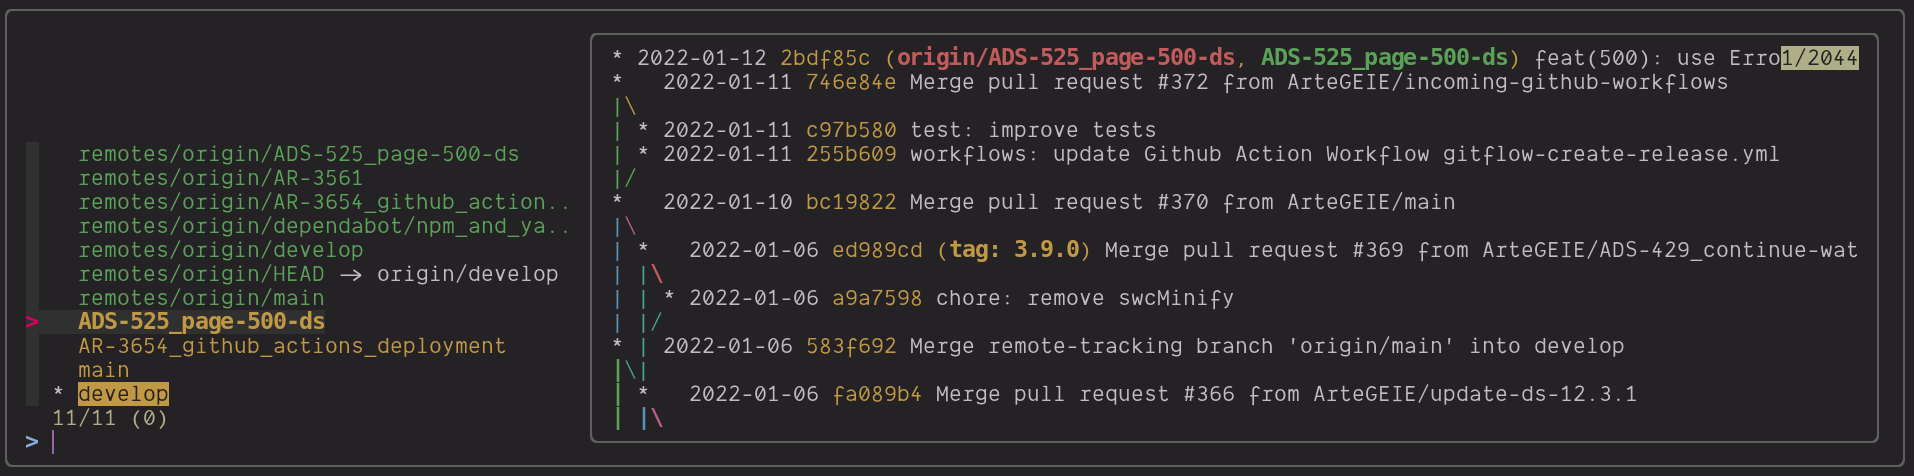 remotes/origin/ADS-525_page-500-ds
remotes/origin/AR-3561
remotes/origin/AR-3654_github_action..
remotes/origin/dependabot/npm_and_ya..
remotes/origin/develop
remotes/origin/HEAD -> origin/develop
remotes/origin/main
> ADS-525_page-500-ds
AR-3654_github_actions_deployment
main
* develop
11/11 (0)
>
* 2022-01-12 2bdf85c (origin/ADS-525_page-500-ds, ADS-525_page-500-ds) feat(500): use Erro1/2044
*   2022-01-11 746e84e Merge pull request #372 from ArteGEIE/incoming-github-workflows
|\
| * 2022-01-11 c97b580 test: improve tests
| * 2022-01-11 255b609 workflows: update Github Action Workflow gitflow-create-release.yml
|/
*   2022-01-10 bc19822 Merge pull request #370 from ArteGEIE/main
|\
| *   2022-01-06 ed989cd (tag: 3.9.0) Merge pull request #369 from ArteGEIE/ADS-429_continue-wat
| |\
| | * 2022-01-06 a9a7598 chore: remove swcMinify
| |/
* | 2022-01-06 583f692 Merge remote-tracking branch 'origin/main' into develop
|\|
| *   2022-01-06 fa089b4 Merge pull request #366 from ArteGEIE/update-ds-12.3.1
| |\